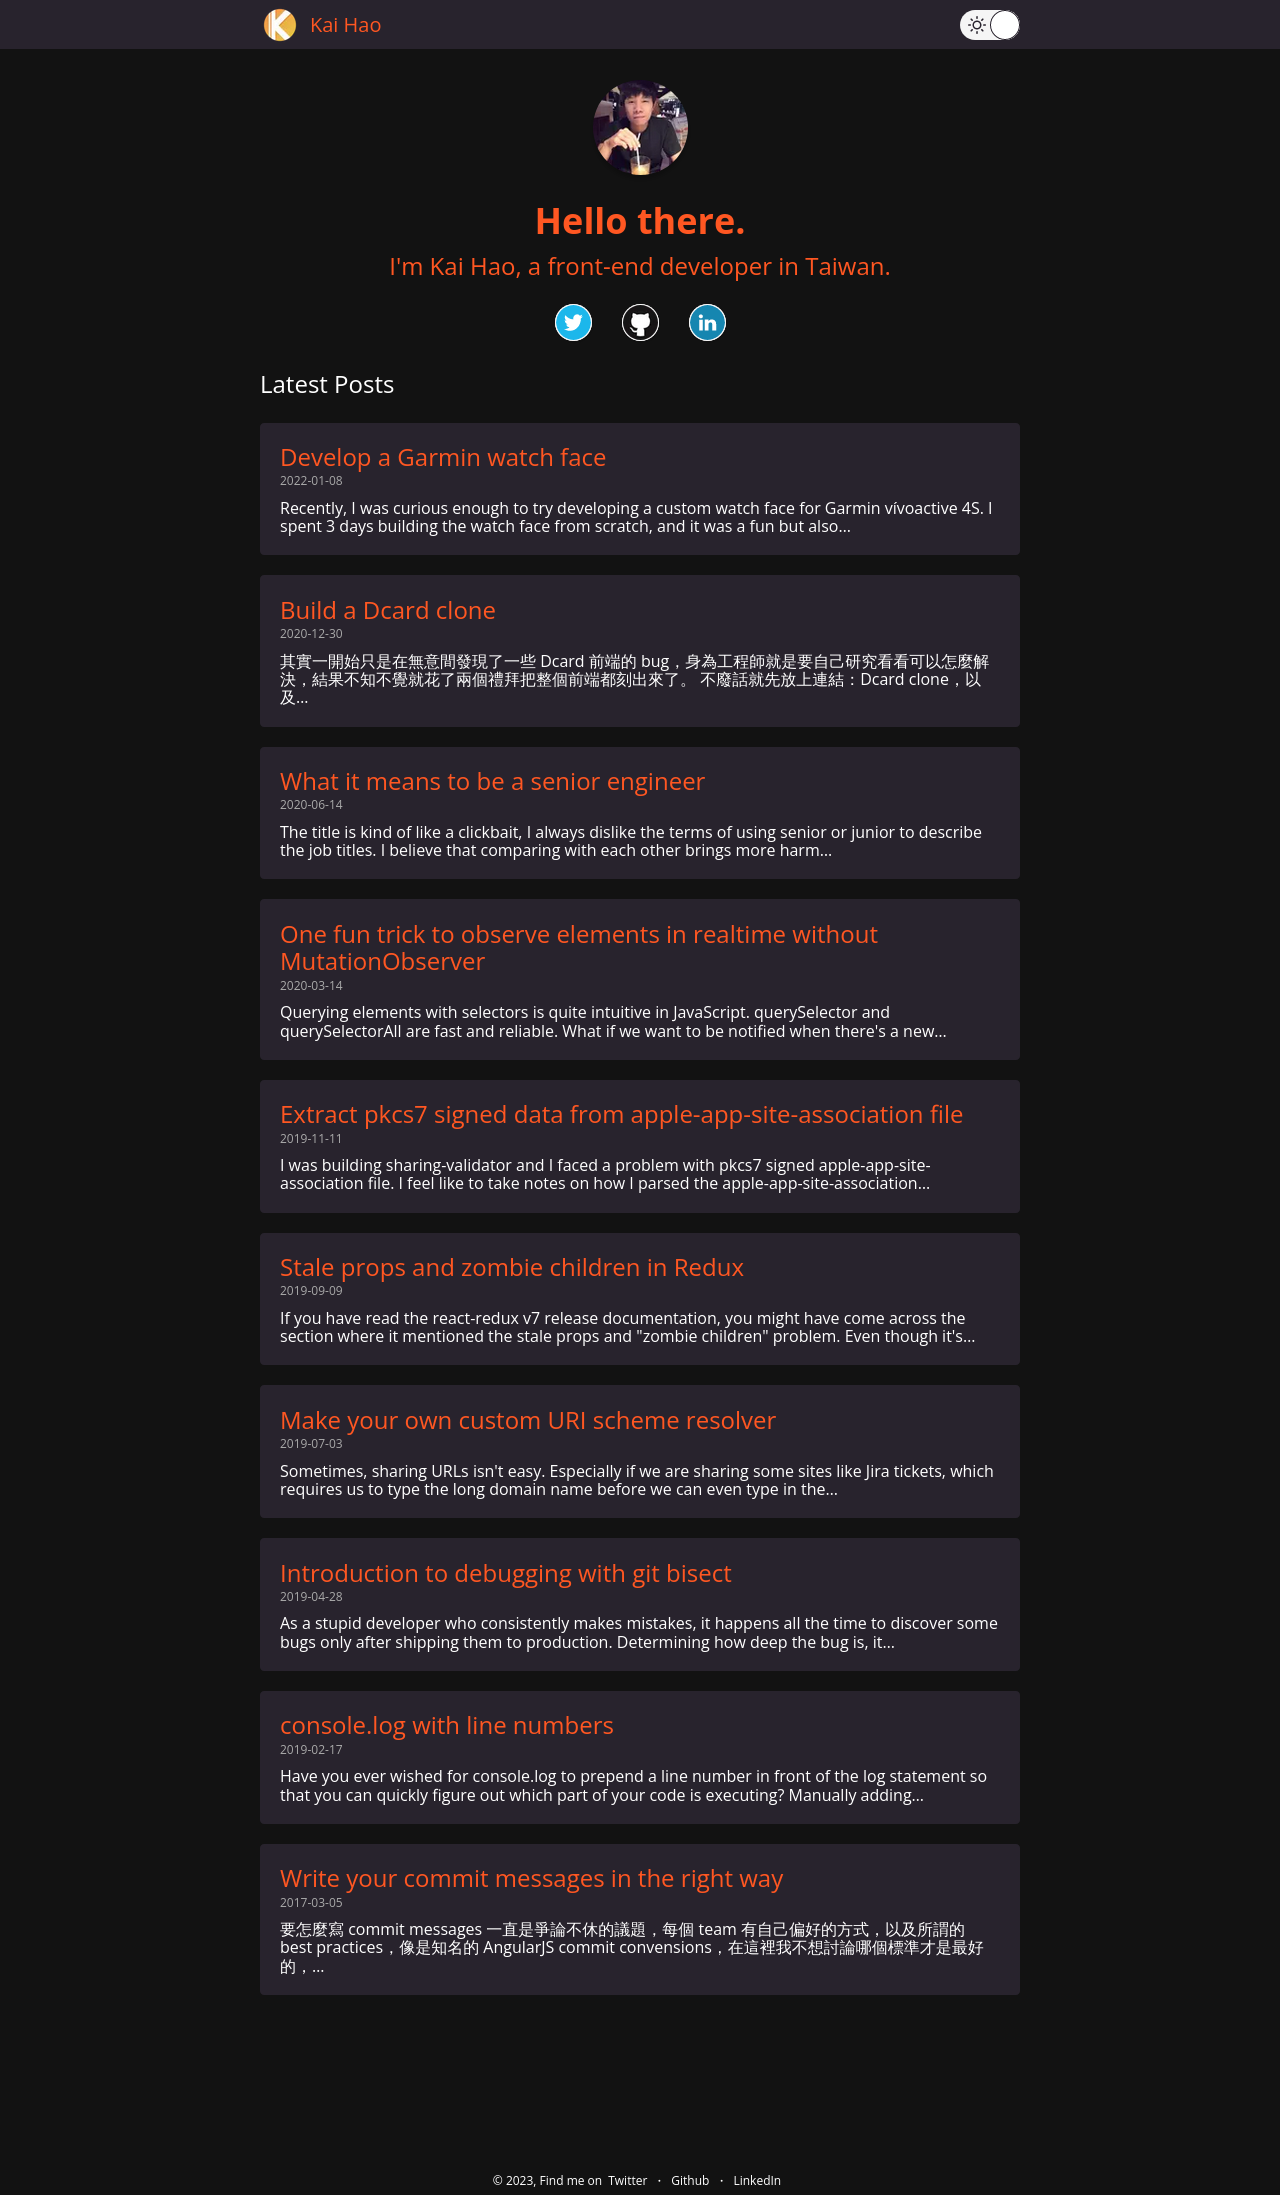 Kai Hao
Hello there.
I'm Kai Hao, a front-end developer in Taiwan.
Latest Posts
Develop a Garmin watch face
2022-01-08
Recently, I was curious enough to try developing a custom watch face for Garmin vívoactive 4S. I
spent 3 days building the watch face from scratch, and it was a fun but also...
Build a Dcard clone
2020-12-30
其實一開始只是在無意間發現了一些 Dcard 前端的 bug，身為工程師就是要自己研究看看可以怎麼解
決，結果不知不覺就花了兩個禮拜把整個前端都刻出來了。 不廢話就先放上連結：Dcard clone，以
及...
What it means to be a senior engineer
2020-06-14
The title is kind of like a clickbait, I always dislike the terms of using senior or junior to describe
the job titles. I believe that comparing with each other brings more harm...
One fun trick to observe elements in realtime without
MutationObserver
2020-03-14
Querying elements with selectors is quite intuitive in JavaScript. querySelector and
querySelectorAll are fast and reliable. What if we want to be notified when there's a new...
Extract pkcs7 signed data from apple-app-site-association file
2019-11-11
I was building sharing-validator and I faced a problem with pkcs7 signed apple-app-site-
association file. I feel like to take notes on how I parsed the apple-app-site-association...
Stale props and zombie children in Redux
2019-09-09
If you have read the react-redux v7 release documentation, you might have come across the
section where it mentioned the stale props and "zombie children" problem. Even though it's...
Make your own custom URI scheme resolver
2019-07-03
Sometimes, sharing URLs isn't easy. Especially if we are sharing some sites like Jira tickets, which
requires us to type the long domain name before we can even type in the...
Introduction to debugging with git bisect
2019-04-28
As a stupid developer who consistently makes mistakes, it happens all the time to discover some
bugs only after shipping them to production. Determining how deep the bug is, it...
console.log with line numbers
2019-02-17
Have you ever wished for console.log to prepend a line number in front of the log statement so
that you can quickly figure out which part of your code is executing? Manually adding...
Write your commit messages in the right way
2017-03-05
要怎麼寫 commit messages 一直是爭論不休的議題，每個 team 有自己偏好的方式，以及所謂的
best practices，像是知名的 AngularJS commit convensions，在這裡我不想討論哪個標準才是最好
的，...
© 2023, Find me on Twitter · Github · LinkedIn